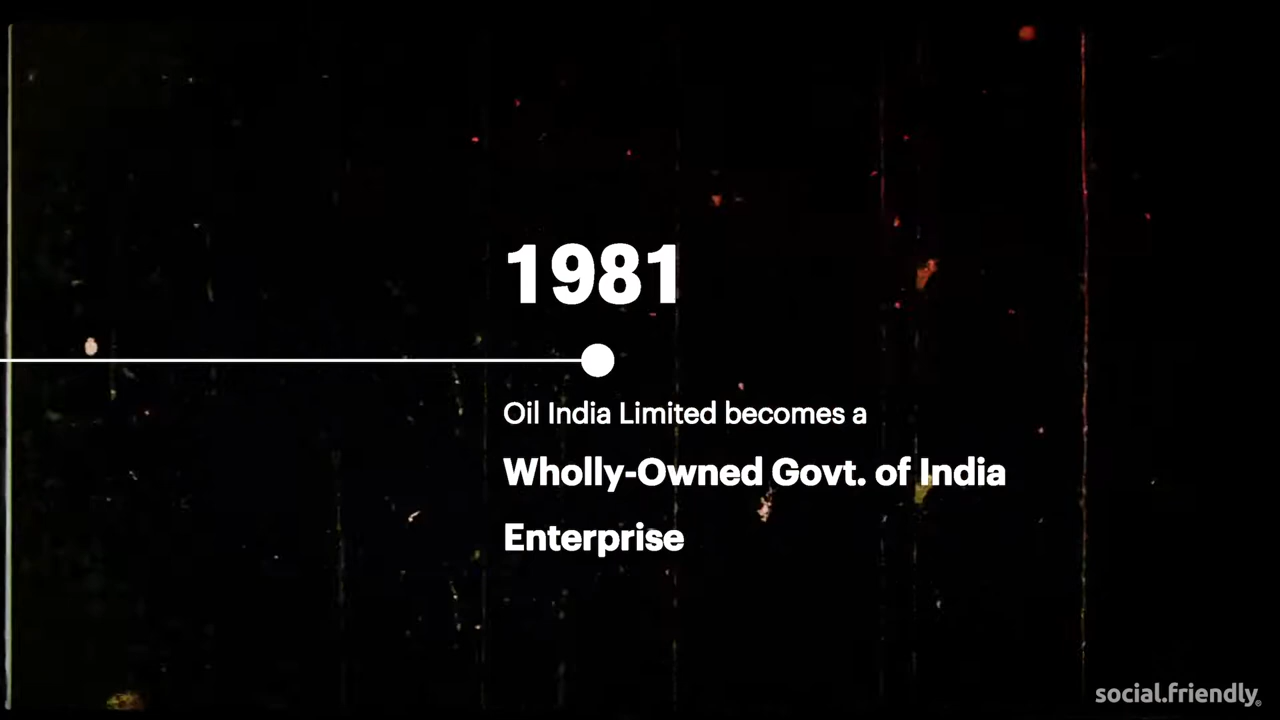 1981
Oil India Limited becomes a
Wholly-Owned Govt. of India
Enterprise
social.friendly®